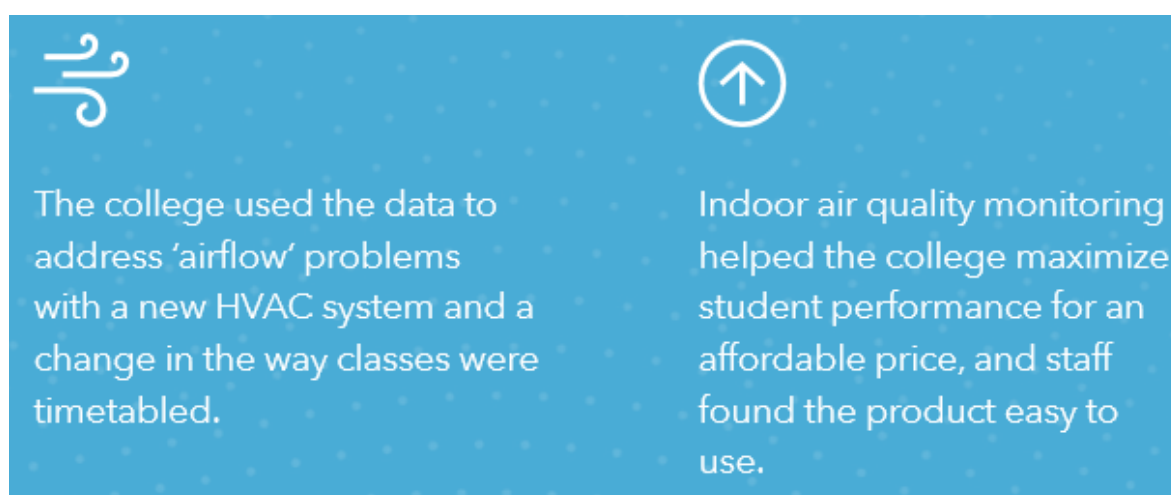 The college used the data to
address ‘airflow‘ problems
with a new HVAC system and a
change in the way classes were
timetabled.
Indoor air quality monitoring
helped the college maximize
student performance for an
affordable price, and staff
found the product easy to
use.